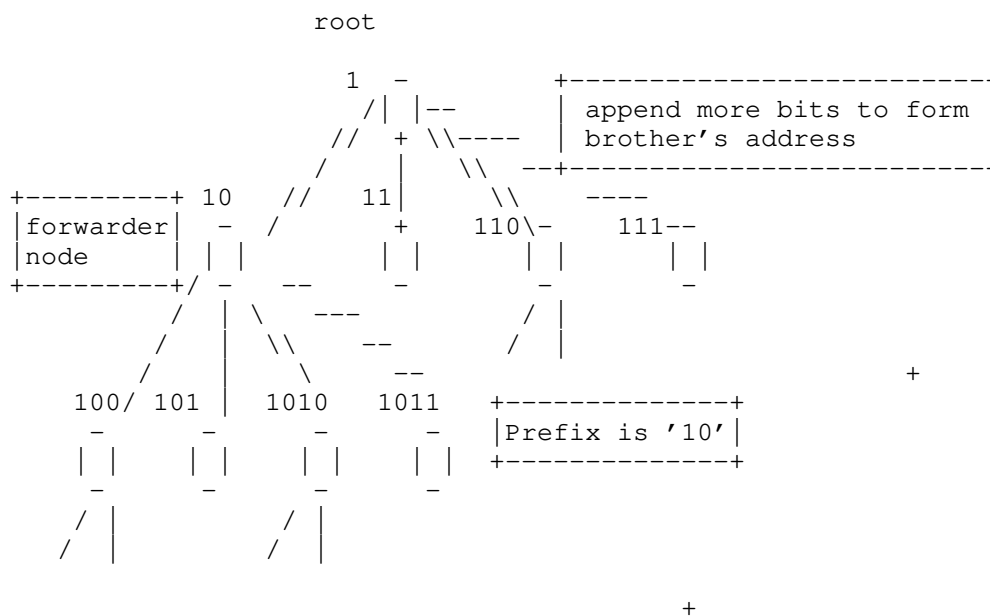 root
1
append more bits to form
brother's address
10 11
forwarder 110 111
node
100 101 1010 1011
Prefix is '10'